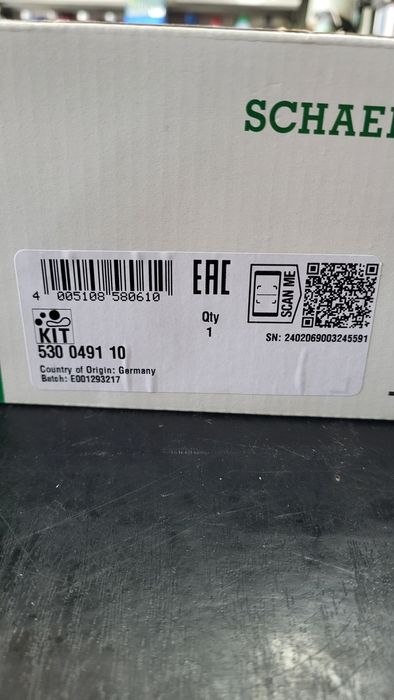 SCHAE
4 005108 580610
EAC
SCAN ME
Qty
1
SN: 2402069003245591
KIT
530 0491 10
Country of Origin: Germany
Batch: E001293217